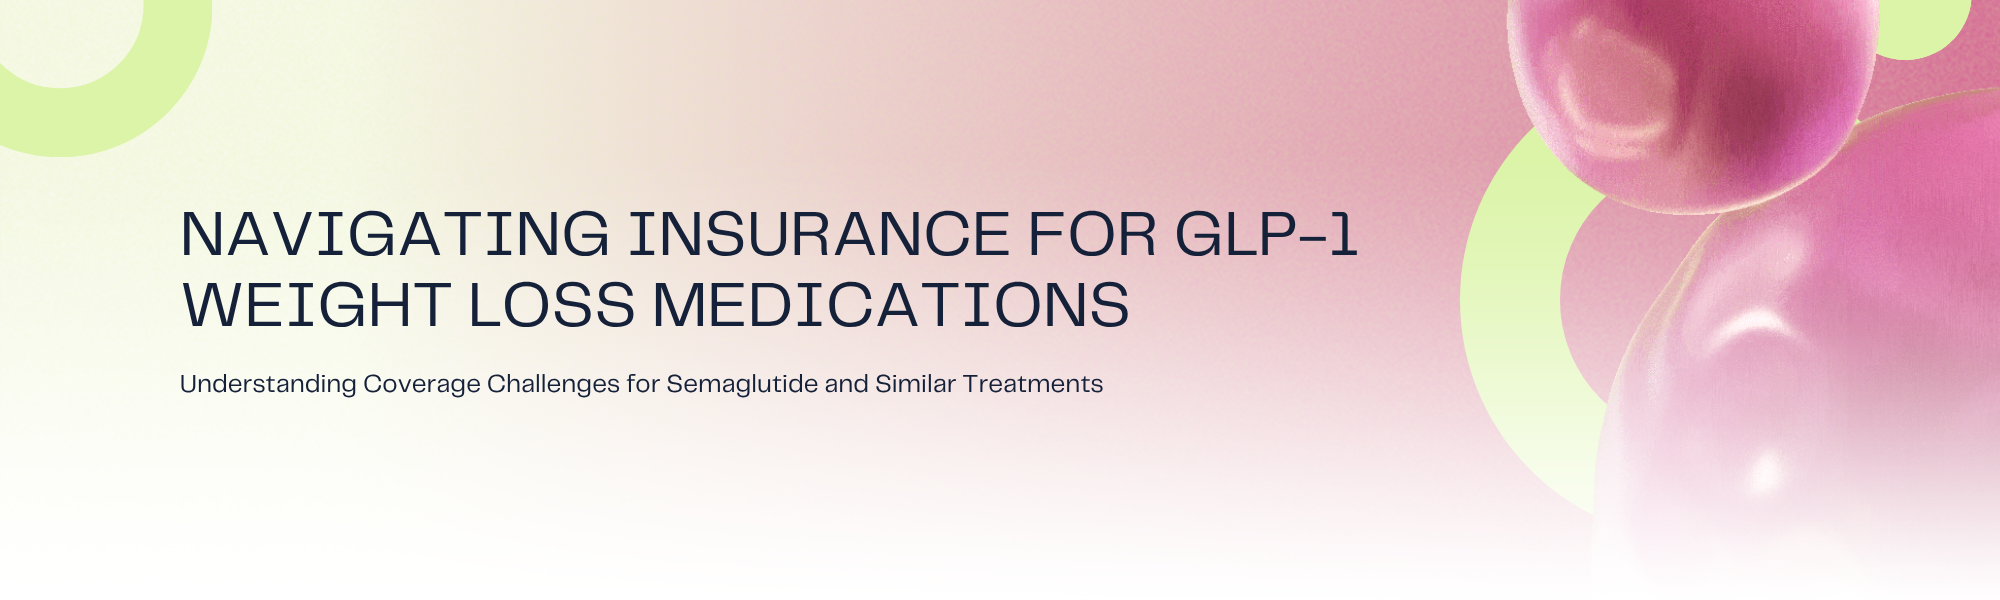 NAVIGATING INSURANCE FOR GLP-1
WEIGHT LOSS MEDICATIONS
Understanding Coverage Challenges for Semaglutide and Similar Treatments